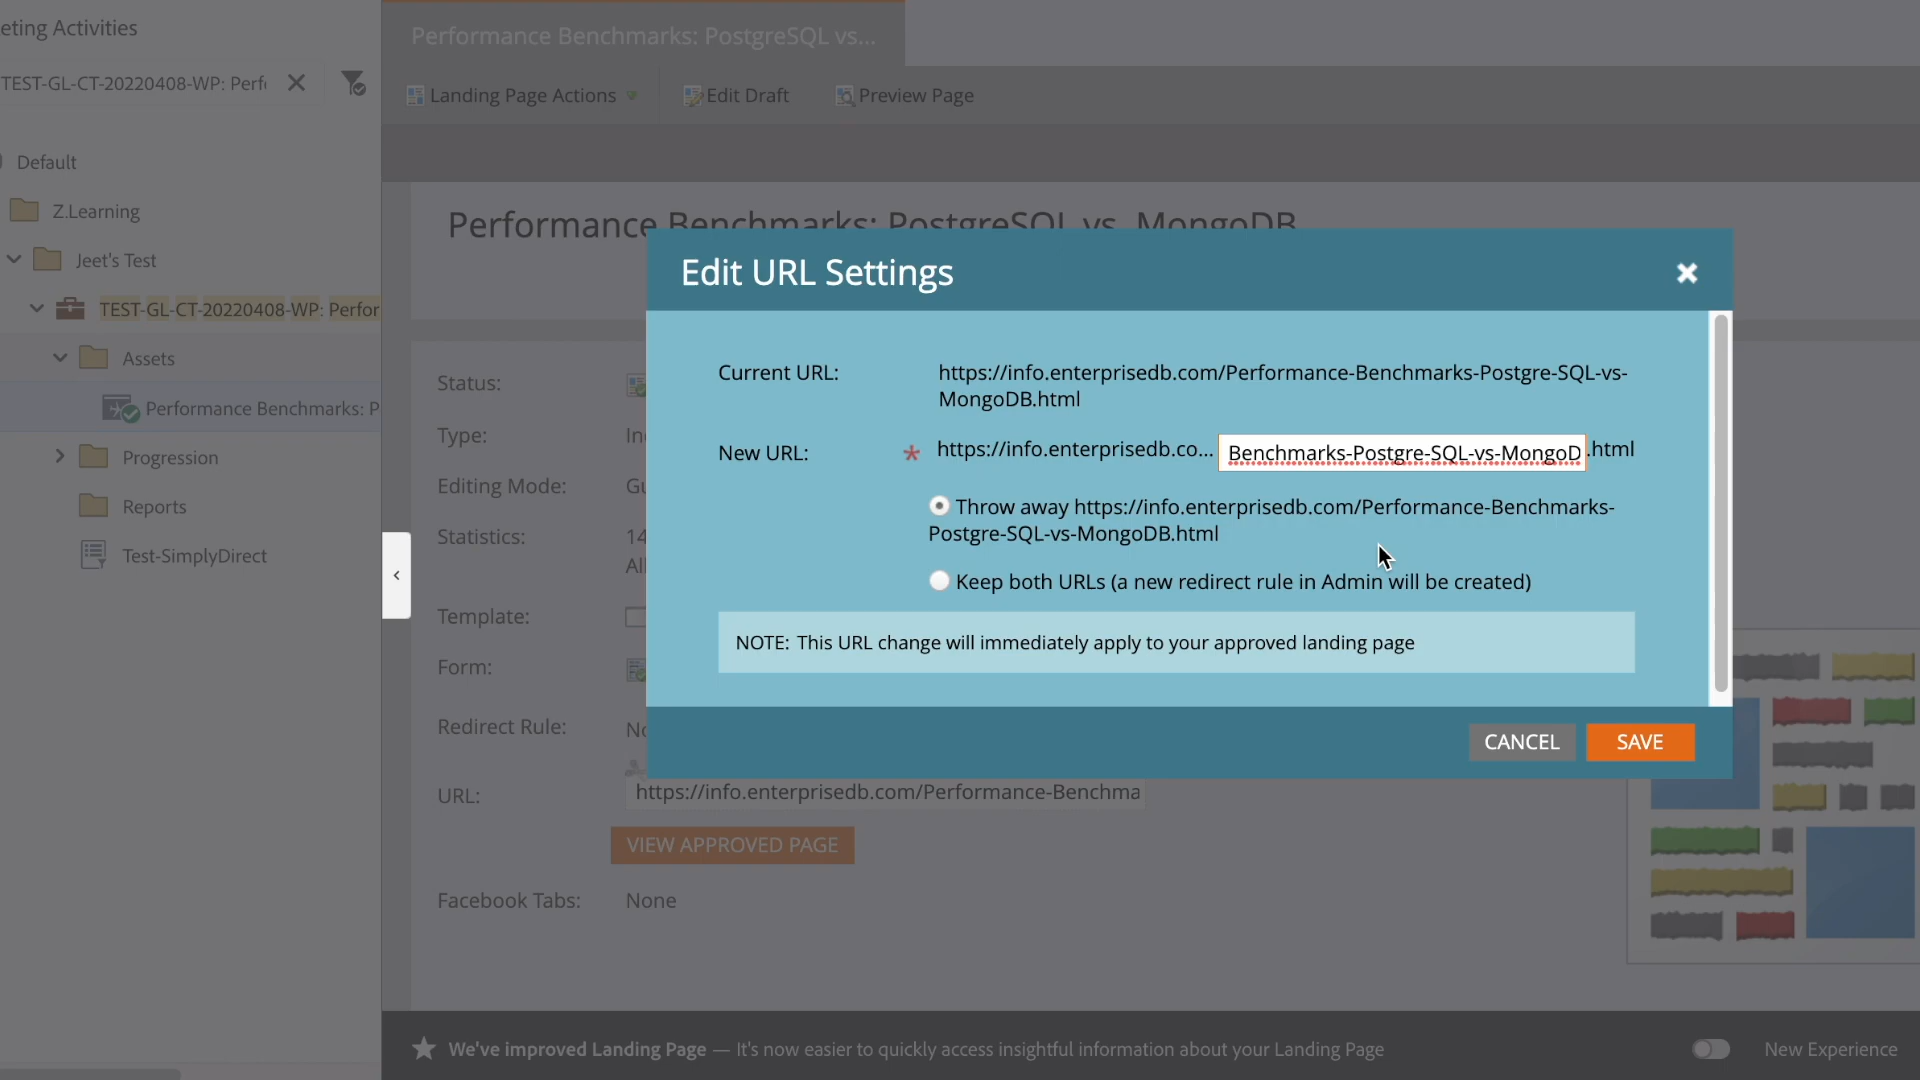 eting Activities
Performance Benchmarks: PostgreSQL vs...
TEST-GL-CT-20220408-WP: Perf
Landing Page Actions
Edit Draft
Preview Page
Default
Z.Learning
Jeet's Test
TEST-GL-CT-20220408-WP: Perfor
Assets
Performance Benchmarks: P
Progression
Reports
Test-SimplyDirect
Performance Benchmarks: PostgreSQL vs. MongoDB
Status:
Type:
Editing Mode:
Statistics:
14
Template:
Form:
Redirect Rule:
URL:
https://info.enterprisedb.com/Performance-Benchma
VIEW APPROVED PAGE
Facebook Tabs:
None
Edit URL Settings
Current URL:
https://info.enterprisedb.com/Performance-Benchmarks-Postgre-SQL-vs-
MongoDB.html
New URL:
* https://info.enterprisedb.co... Benchmarks-Postgre-SQL-vs-MongoD .html
Throw away https://info.enterprisedb.com/Performance-Benchmarks-
Postgre-SQL-vs-MongoDB.html
Keep both URLs (a new redirect rule in Admin will be created)
NOTE: This URL change will immediately apply to your approved landing page
CANCEL
SAVE
We've improved Landing Page — It's now easier to quickly access insightful information about your Landing Page
New Experience